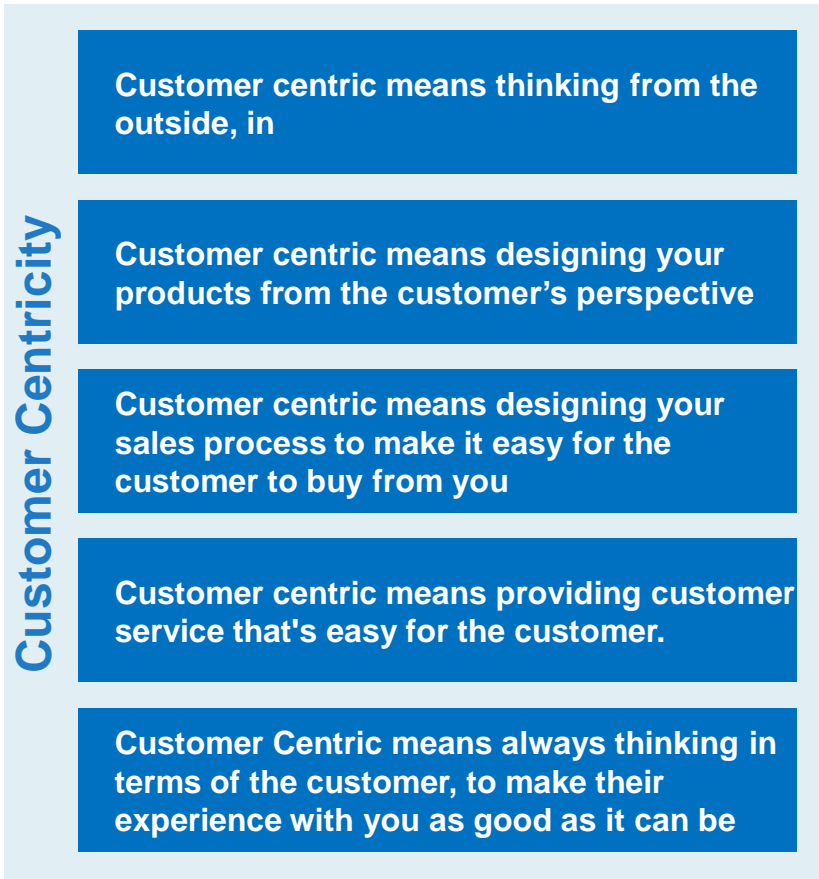 Customer Centricity
Customer centric means thinking from the
outside, in
Customer centric means designing your
products from the customer’s perspective
Customer centric means designing your
sales process to make it easy for the
customer to buy from you
Customer centric means providing customer
service that's easy for the customer.
Customer Centric means always thinking in
terms of the customer, to make their
experience with you as good as it can be